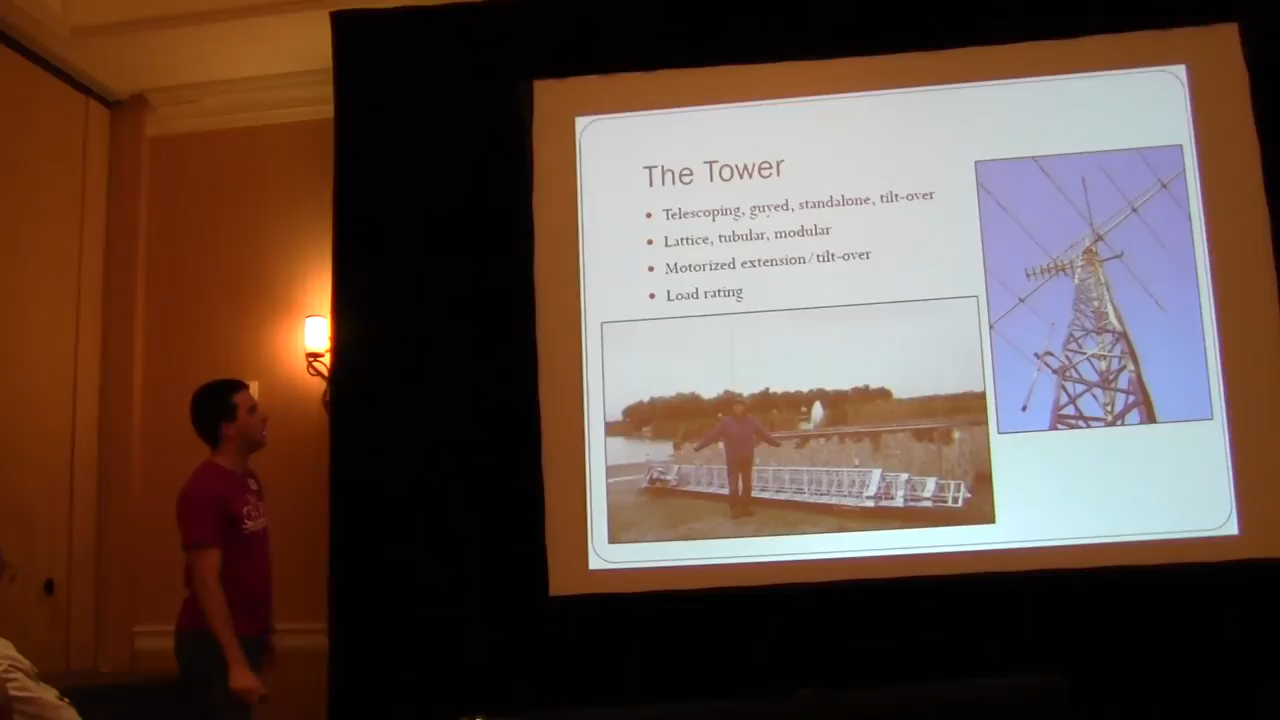 The Tower
Telescoping, guyed, standalone, tilt-over
Lattice, tubular, modular
Motorized extension/tilt-over
Load rating